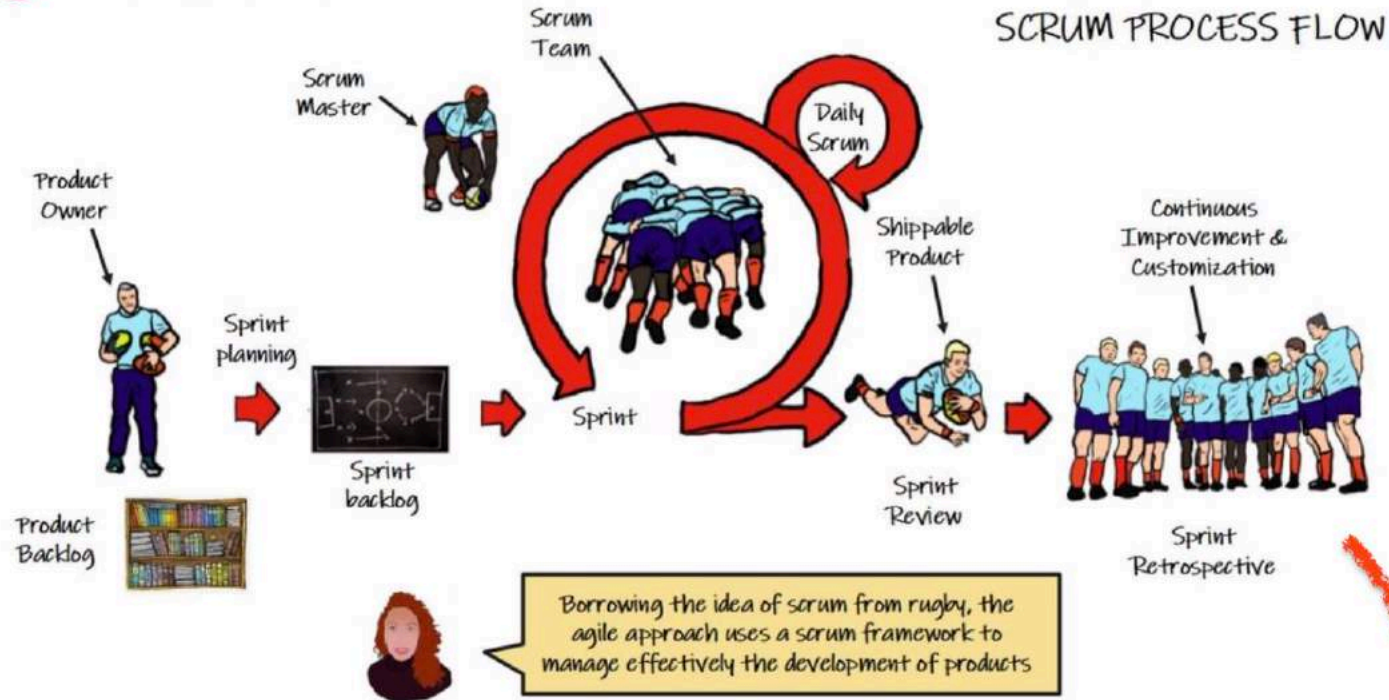 SCRUM PROCESS FLOW
Scrum
Team
Scrum
Master
Daily
Scrum
Product
Owner
Shippable
Product
Continuous
Improvement &
Customization
Sprint
planning
Sprint
Sprint
backlog
Sprint
Review
Product
Backlog
Sprint
Retrospective
Borrowing the idea of scrum from rugby, the
agile approach uses a scrum framework to
manage effectively the development of products